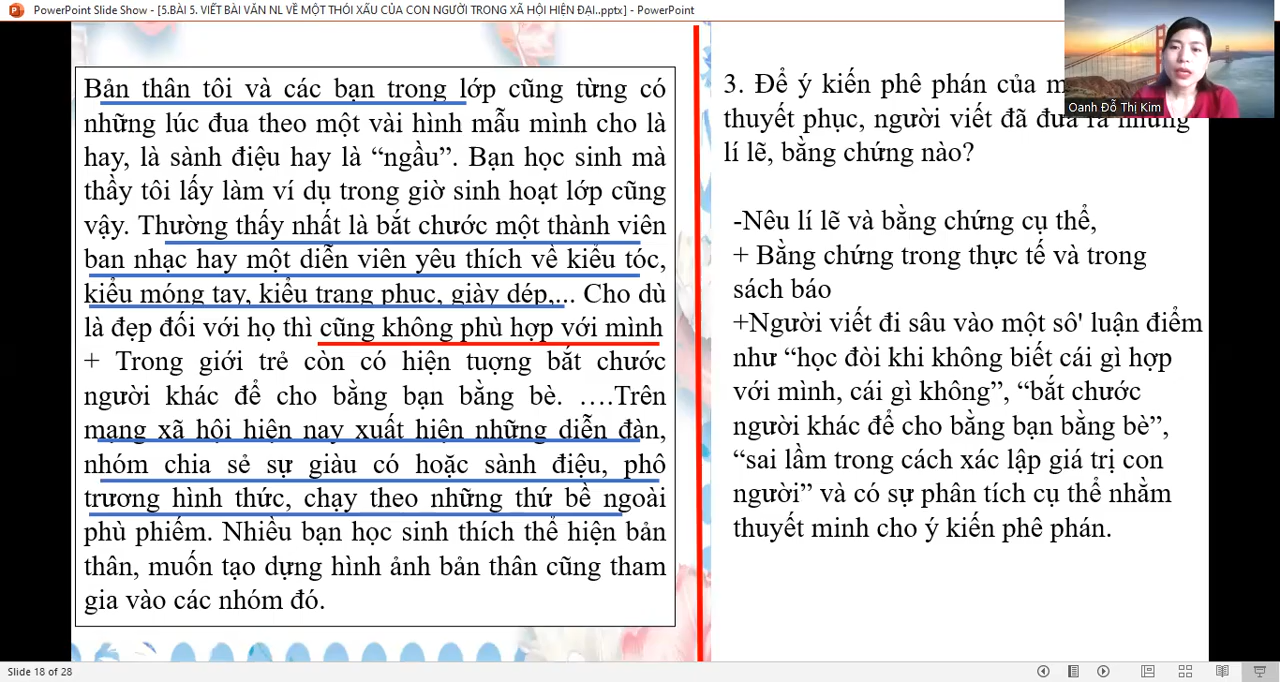 PowerPoint Slide Show - [5.BÀI 5. VIẾT BÀI VĂN NL VỀ MỘT THÓI XẤU CỦA CON NGƯỜI TRONG XÃ HỘI HIỆN ĐẠI..pptx] - PowerPoint
Bản thân tôi và các bạn trong lớp cũng từng có
những lúc đua theo một vài hình mẫu mình cho là
hay, là sành điệu hay là “ngầu”. Bạn học sinh mà
thầy tôi lấy làm ví dụ trong giờ sinh hoạt lớp cũng
vậy. Thường thấy nhất là bắt chước một thành viên
ban nhạc hay một diễn viên yêu thích về kiểu tóc,
kiểu móng tay, kiểu trang phục, giày dép,... Cho dù
là đẹp đối với họ thì cũng không phù hợp với mình
+ Trong giới trẻ còn có hiện tuợng bắt chước
người khác để cho bằng bạn bằng bè. ….Trên
mạng xã hội hiện nay xuất hiện những diễn đàn,
nhóm chia sẻ sự giàu có hoặc sành điệu, phô
trương hình thức, chạy theo những thứ bề ngoài
phù phiếm. Nhiều bạn học sinh thích thể hiện bản
thân, muốn tạo dựng hình ảnh bản thân cũng tham
gia vào các nhóm đó.
3. Để ý kiến phê phán của
thuyết phục, người viết đã đưa ra những
lí lẽ, bằng chứng nào?
-Nêu lí lẽ và bằng chứng cụ thể,
+ Bằng chứng trong thực tế và trong
sách báo
+Người viết đi sâu vào một sô' luận điểm
như “học đòi khi không biết cái gì hợp
với mình, cái gì không”, “bắt chước
người khác để cho bằng bạn bằng bè”,
“sai lầm trong cách xác lập giá trị con
người” và có sự phân tích cụ thể nhằm
thuyết minh cho ý kiến phê phán.
Oanh Đỗ Thị Kim
Slide 18 of 28